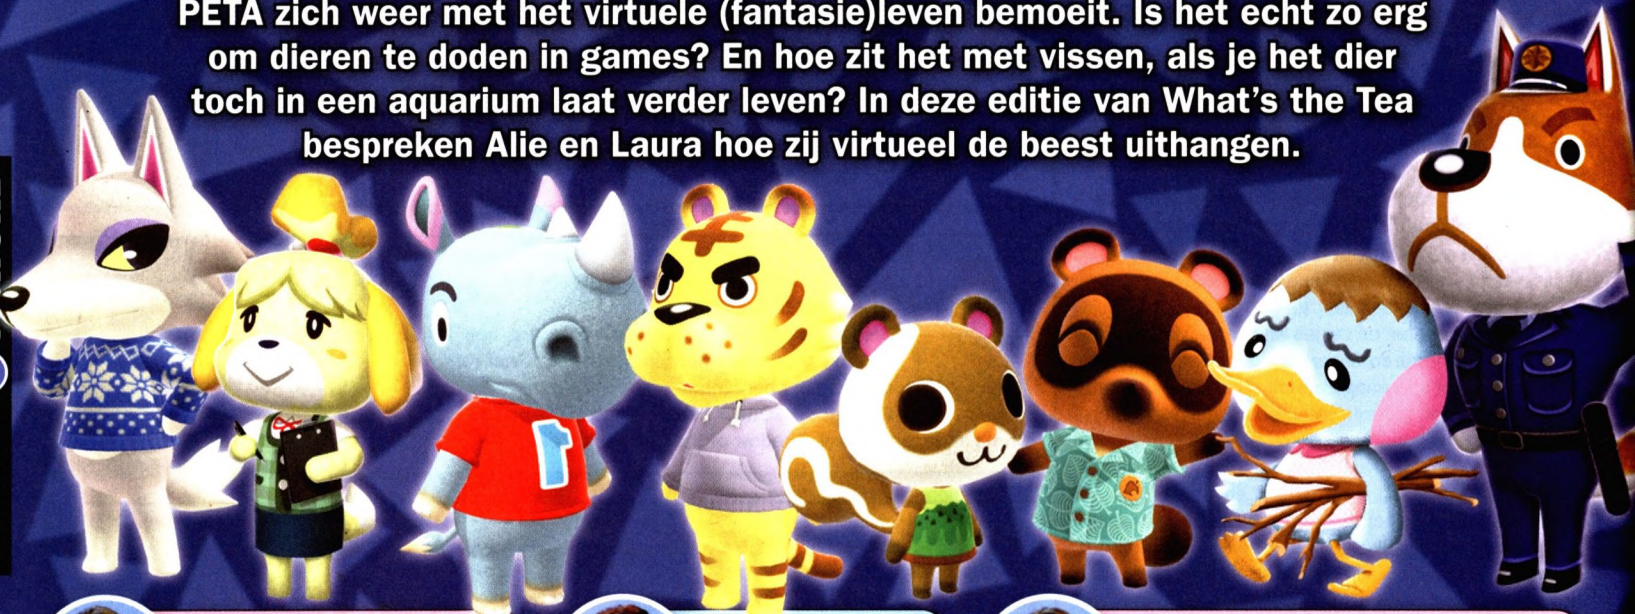 PETA zich weer met het virtuele (fantasie)leven bemoeit. Is het echt zo erg
om dieren te doden in games? En hoe zit het met vissen, als je het dier
toch in een aquarium laat verder leven? In deze editie van What's the Tea
bespreken Alie en Laura hoe zij virtueel de beest uithangen.
1